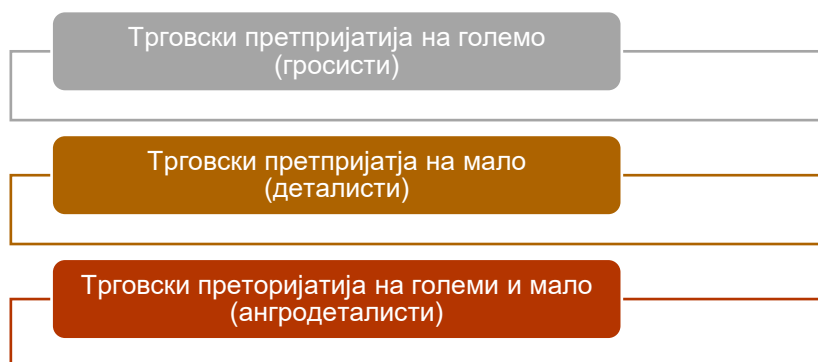 Трговски претпријатија на големо
(гросисти)
Трговски претпријатја на мало
(деталисти)
Трговски преторијатија на големи и мало
(ангродеталисти)